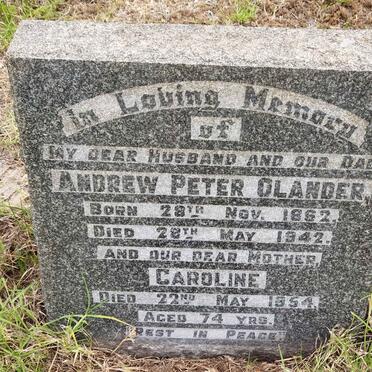 In Loving Memory
of
MY DEAR HUSBAND AND OUR DAD
ANDREW PETER OLANDER,
BORN 28TH NOV. 1862.
DIED 28TH MAY 1942.
AND OUR DEAR MOTHER
CAROLINE
DIED 22ND MAY 1954
AGED 74 YRS.
REST IN PEACE